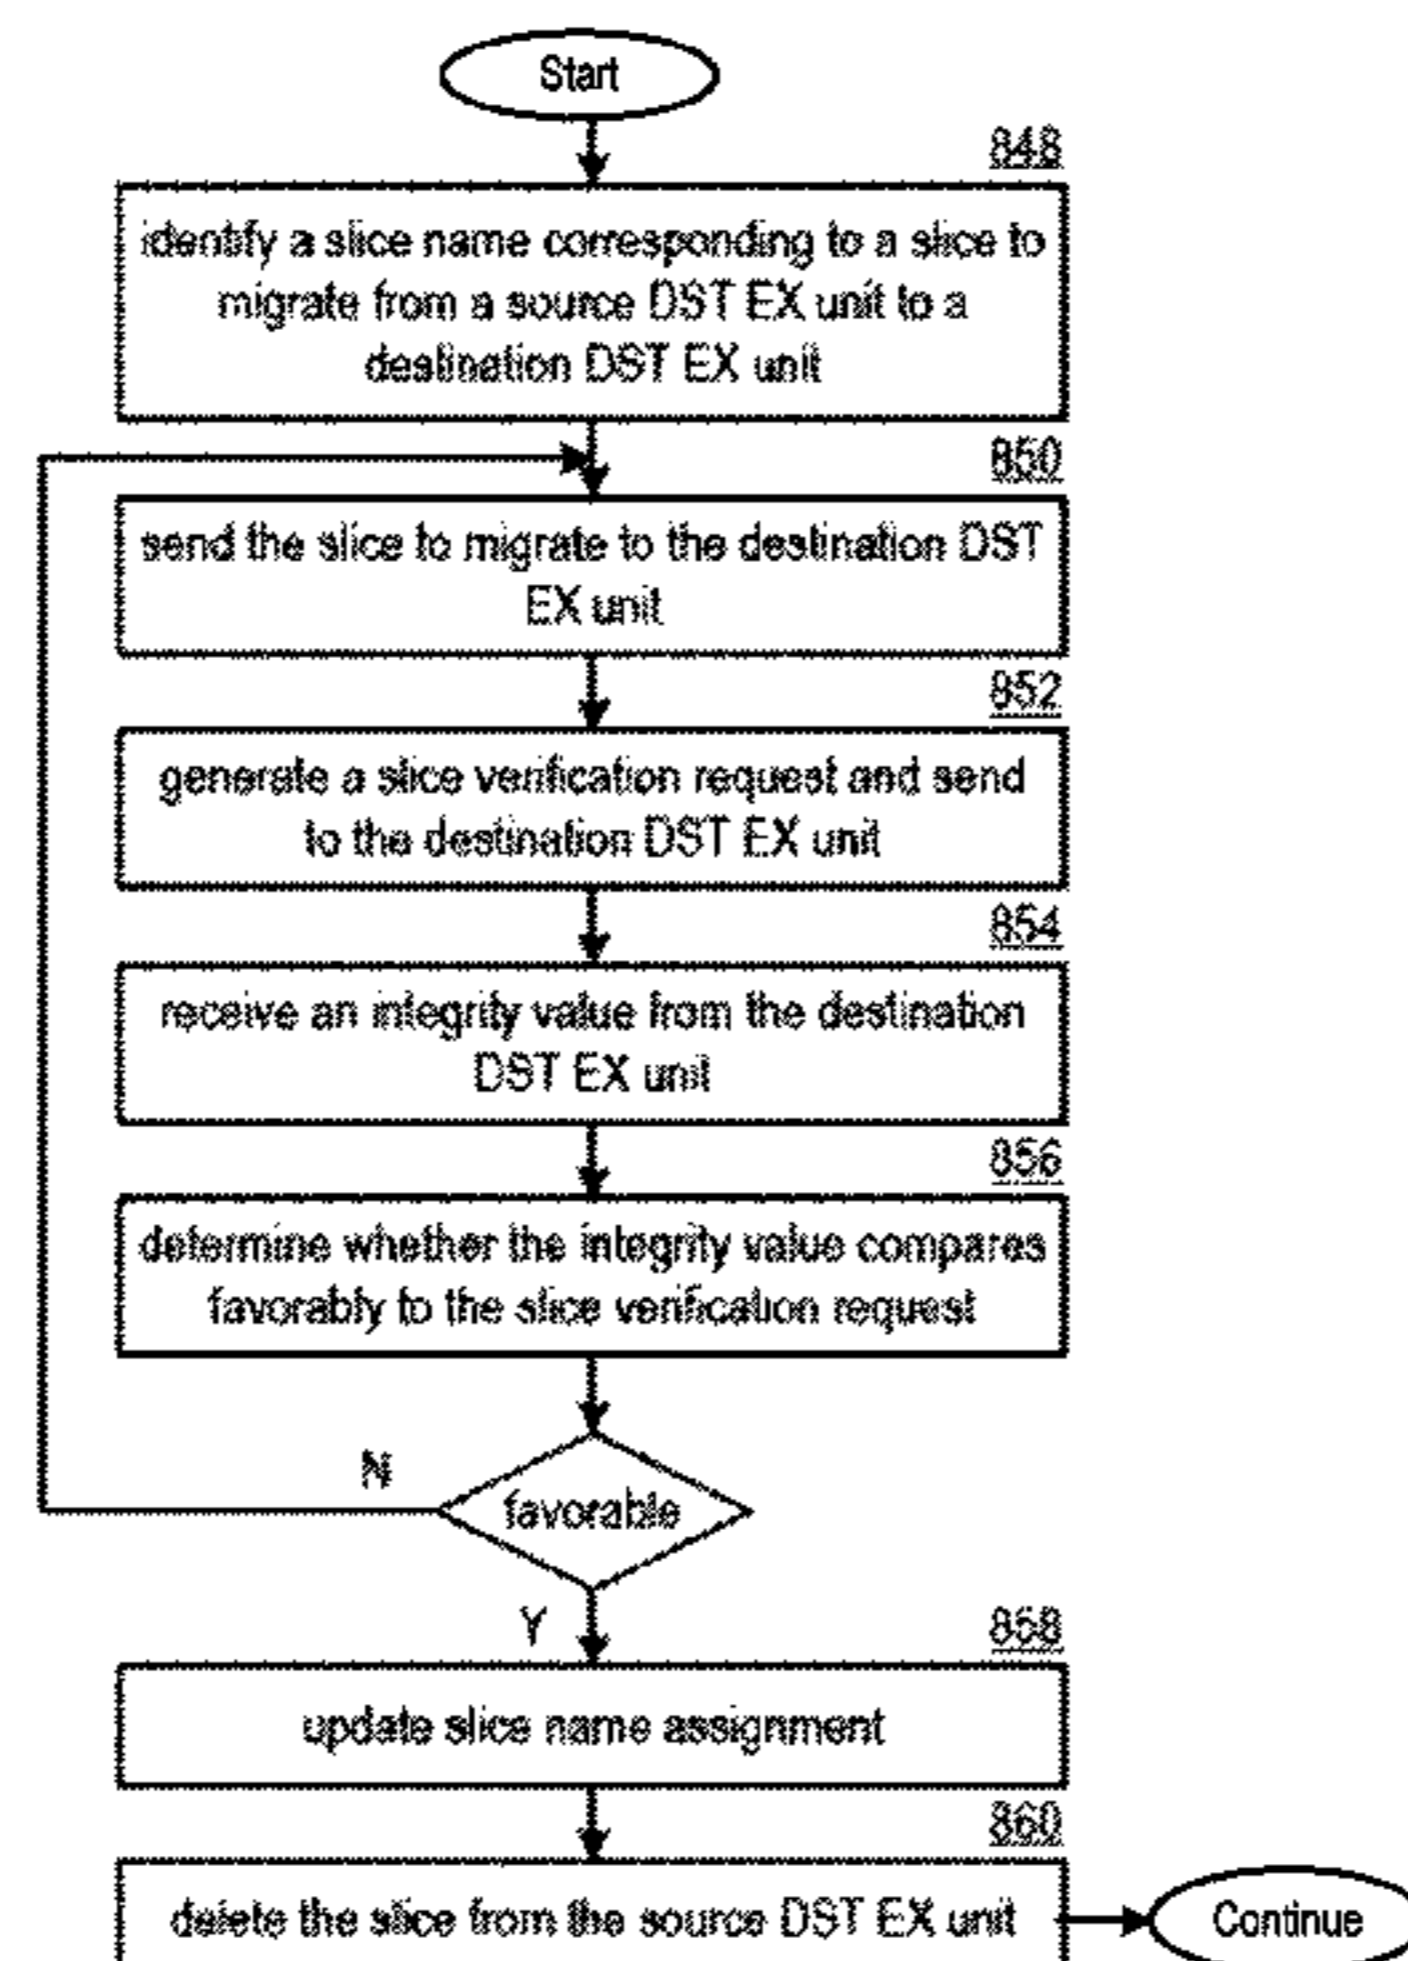 Start
848
identify a slice name corresponding to a slice to
migrate from a source DST EX unit to a
destination DST EX unit
850
send the slice to migrate to the destination DST
EX unit
852
generate a slice verification request and send
to the destination DST EX unit
854
receive an integrity value from the destination
DST EX unit
856
determine whether the integrity value compares
favorably to the slice verification request
N
favorable
Y
858
update slice name assignment
860
delete the slice from the source DST EX unit
Continue